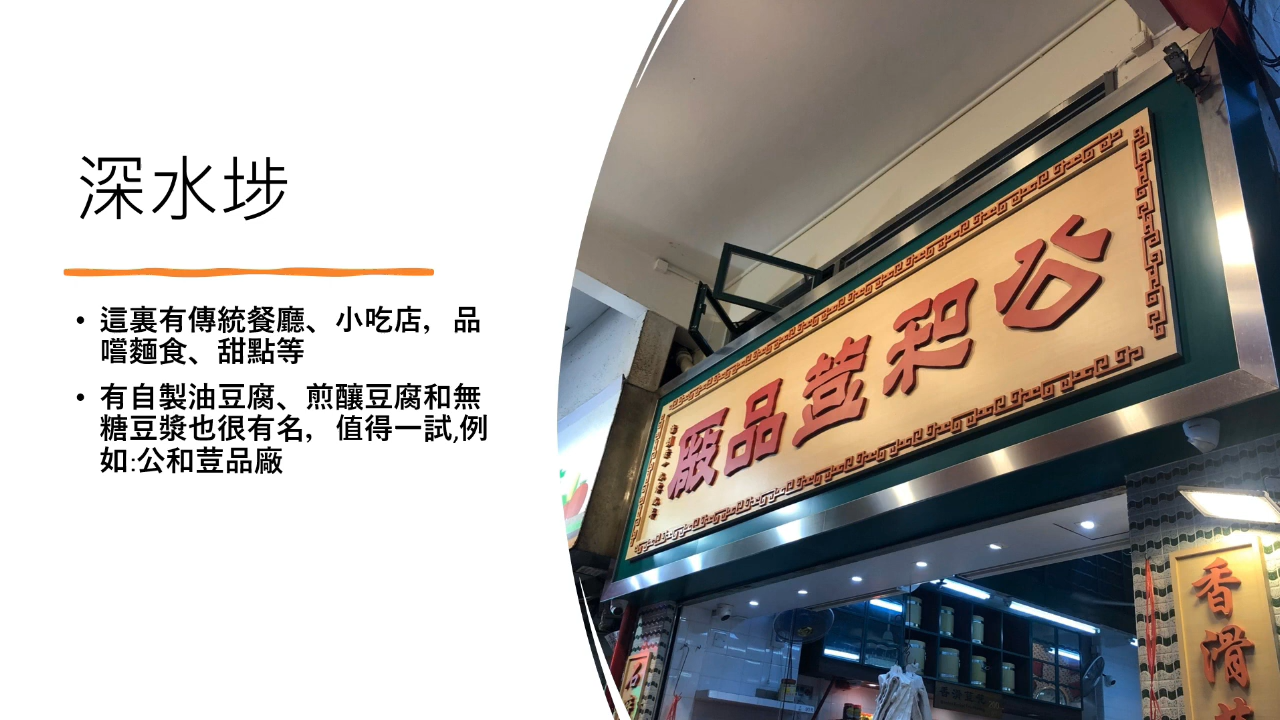 深水埗
• 這裏有傳統餐廳、小吃店，品
嚐麵食、甜點等
• 有自製油豆腐、煎釀豆腐和無
糖豆漿也很有名，值得一試,例
如:公和荳品廠
公和荳品厰
香滑